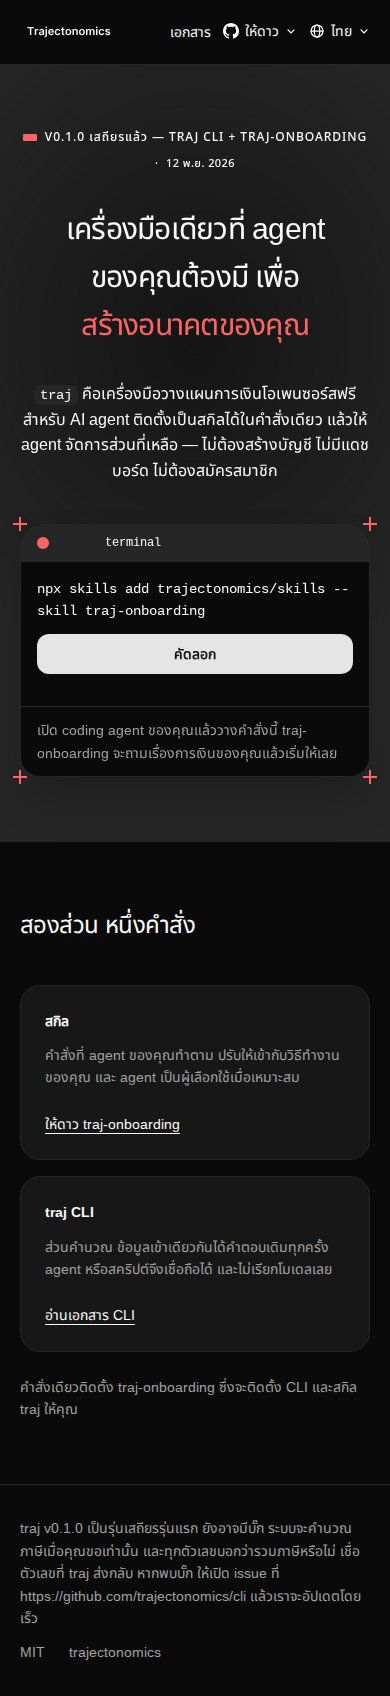 Trajectonomics
เอกสาร
ให้ดาว
ไทย
V0.1.0 เสถียรแล้ว — TRAJ CLI + TRAJ-ONBOARDING
· 12 พ.ย. 2026
เครื่องมือเดียวที่ agent
ของคุณต้องมี เพื่อ
สร้างอนาคตของคุณ
traj คือเครื่องมือวางแผนการเงินโอเพนซอร์สฟรี
สำหรับ AI agent ติดตั้งเป็นสกิลได้ในคำสั่งเดียว แล้วให้
agent จัดการส่วนที่เหลือ — ไม่ต้องสร้างบัญชี ไม่มีแดช
บอร์ด ไม่ต้องสมัครสมาชิก
terminal
npx skills add trajectonomics/skills --
skill traj-onboarding
คัดลอก
เปิด coding agent ของคุณแล้ววางคำสั่งนี้ traj-
onboarding จะถามเรื่องการเงินของคุณแล้วเริ่มให้เลย
สองส่วน หนึ่งคำสั่ง
สกิล
คำสั่งที่ agent ของคุณทำตาม ปรับให้เข้ากับวิธีทำงาน
ของคุณ และ agent เป็นผู้เลือกใช้เมื่อเหมาะสม
ให้ดาว traj-onboarding
traj CLI
ส่วนคำนวณ ข้อมูลเข้าเดียวกันได้คำตอบเดิมทุกครั้ง
agent หรือสคริปต์จึงเชื่อถือได้ และไม่เรียกโมเดลเลย
อ่านเอกสาร CLI
คำสั่งเดียวติดตั้ง traj-onboarding ซึ่งจะติดตั้ง CLI และสกิล
traj ให้คุณ
traj v0.1.0 เป็นรุ่นเสถียรรุ่นแรก ยังอาจมีบั๊ก ระบบจะคำนวณ
ภาษีเมื่อคุณขอเท่านั้น และทุกตัวเลขบอกว่ารวมภาษีหรือไม่ เชื่อ
ตัวเลขที่ traj ส่งกลับ หากพบบั๊ก ให้เปิด issue ที่
https://github.com/trajectonomics/cli แล้วเราจะอัปเดตโดย
เร็ว
MIT trajectonomics